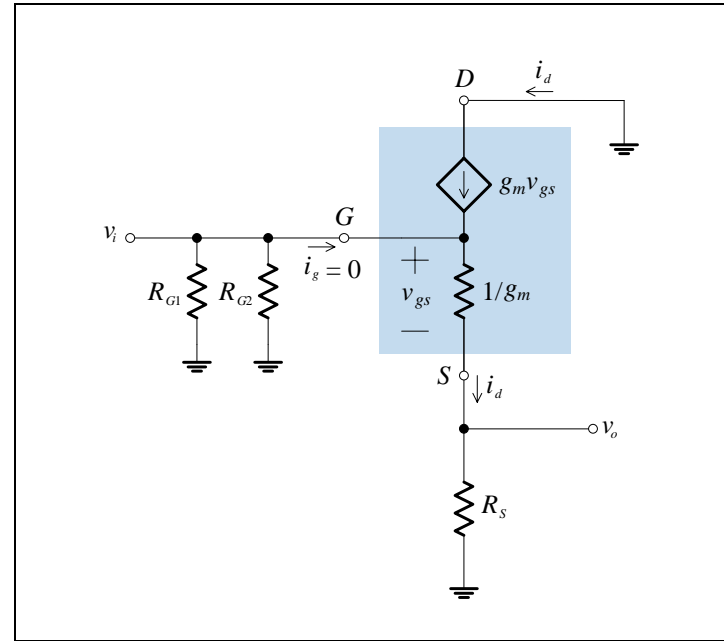 D
i_d
g_m v_gs
G
v_i
i_g = 0
+
R_G1
R_G2
v_gs
1/g_m
—
S
i_d
v_o
R_S